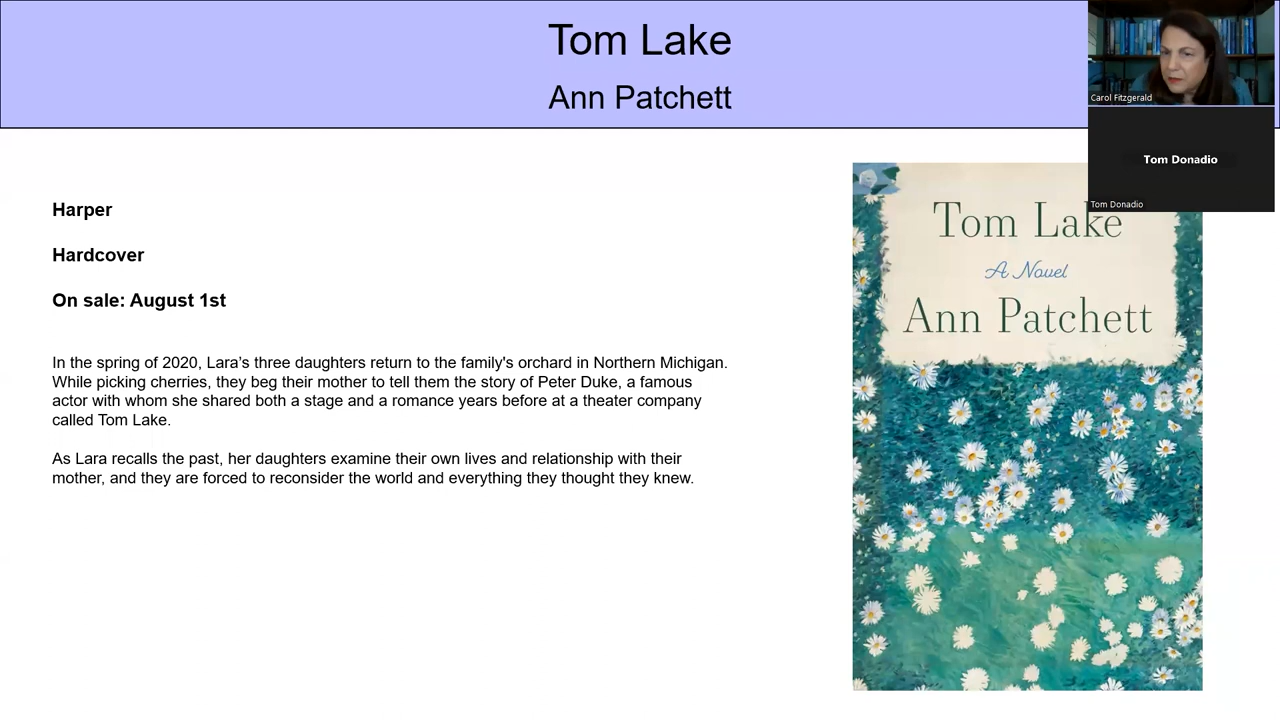 Tom Lake
Ann Patchett
Carol Fitzgerald
Tom Donadio
Tom Donadio
Harper
Hardcover
On sale: August 1st
In the spring of 2020, Lara’s three daughters return to the family's orchard in Northern Michigan.
While picking cherries, they beg their mother to tell them the story of Peter Duke, a famous
actor with whom she shared both a stage and a romance years before at a theater company
called Tom Lake.
As Lara recalls the past, her daughters examine their own lives and relationship with their
mother, and they are forced to reconsider the world and everything they thought they knew.
Tom Lake
A Novel
Ann Patchett